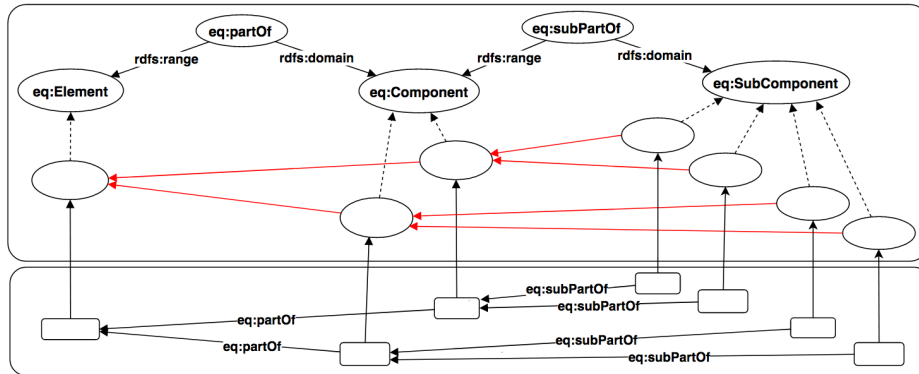 eq:partOf
eq:subPartOf
rdfs:range
rdfs:domain
rdfs:range
rdfs:domain
eq:Element
eq:Component
eq:SubComponent
eq:subPartOf
eq:subPartOf
eq:partOf
eq:partOf
eq:subPartOf
eq:subPartOf